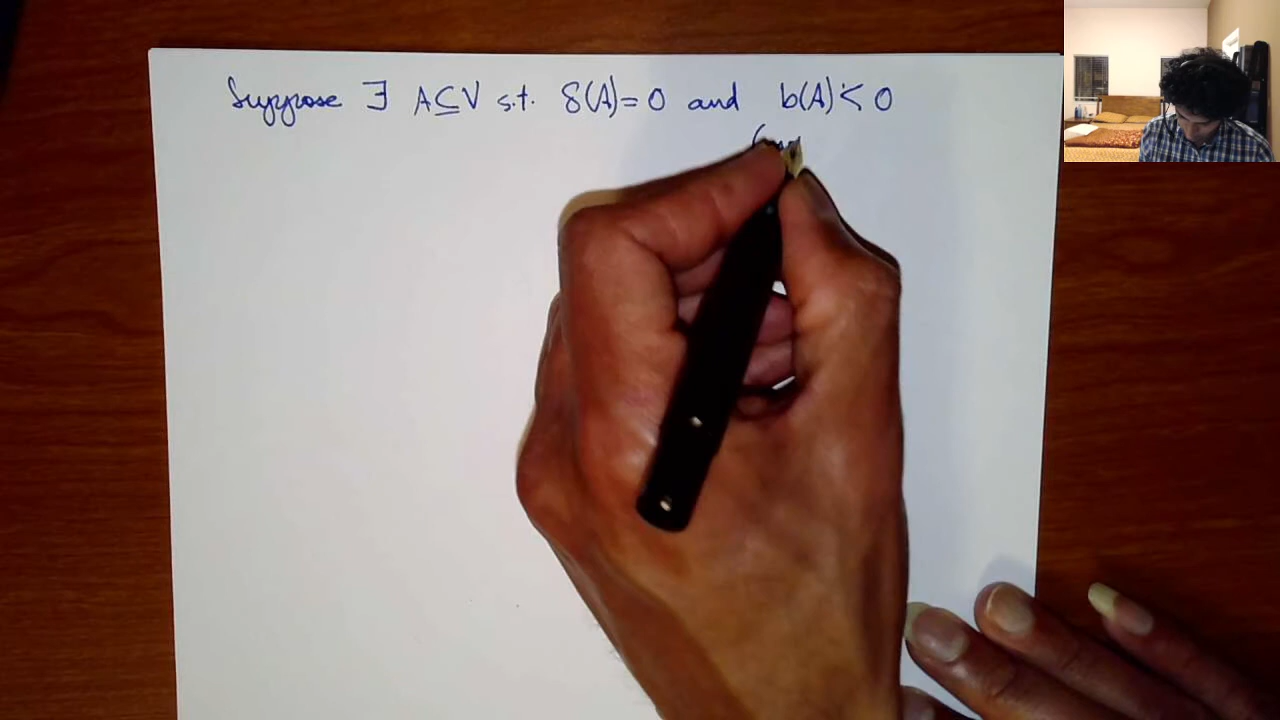 Suppose ∃ A⊆V s.t. δ(A)=0 and b(A)<0